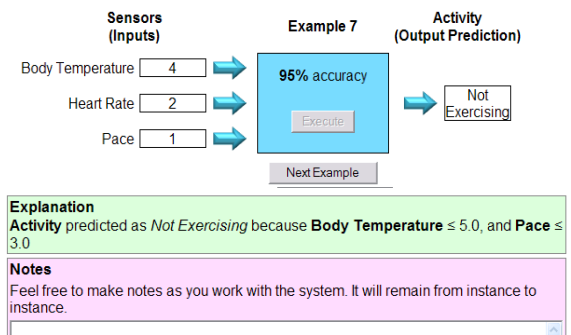 Sensors
(Inputs)
Example 7
Activity
(Output Prediction)
Body Temperature 4
95% accuracy
Heart Rate 2
Not
Exercising
Execute
Pace 1
Next Example
Explanation
Activity predicted as Not Exercising because Body Temperature ≤ 5.0, and Pace ≤
3.0
Notes
Feel free to make notes as you work with the system. It will remain from instance to
instance.